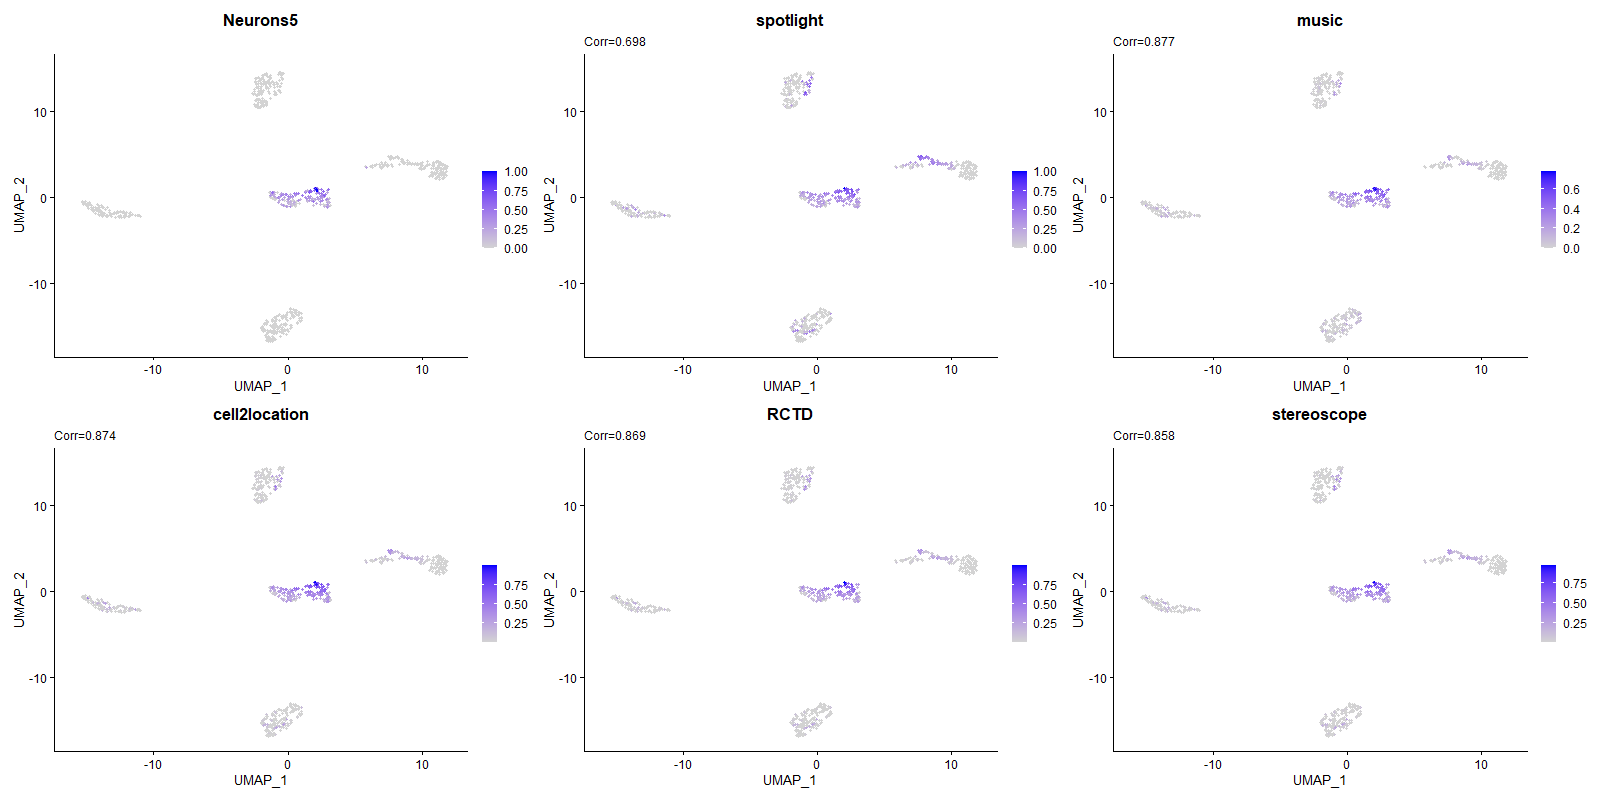 Neurons5
10
0
-10
UMAP_2
-10
0
10
UMAP_1
1.00
0.75
0.50
0.25
0.00
spotlight
Corr=0.698
10
0
-10
UMAP_2
-10
0
10
UMAP_1
1.00
0.75
0.50
0.25
0.00
music
Corr=0.877
10
0
-10
UMAP_2
-10
0
10
UMAP_1
0.6
0.4
0.2
0.0
cell2location
Corr=0.874
10
0
-10
UMAP_2
-10
0
10
UMAP_1
0.75
0.50
0.25
RCTD
Corr=0.869
10
0
-10
UMAP_2
-10
0
10
UMAP_1
0.75
0.50
0.25
stereoscope
Corr=0.858
10
0
-10
UMAP_2
-10
0
10
UMAP_1
0.75
0.50
0.25